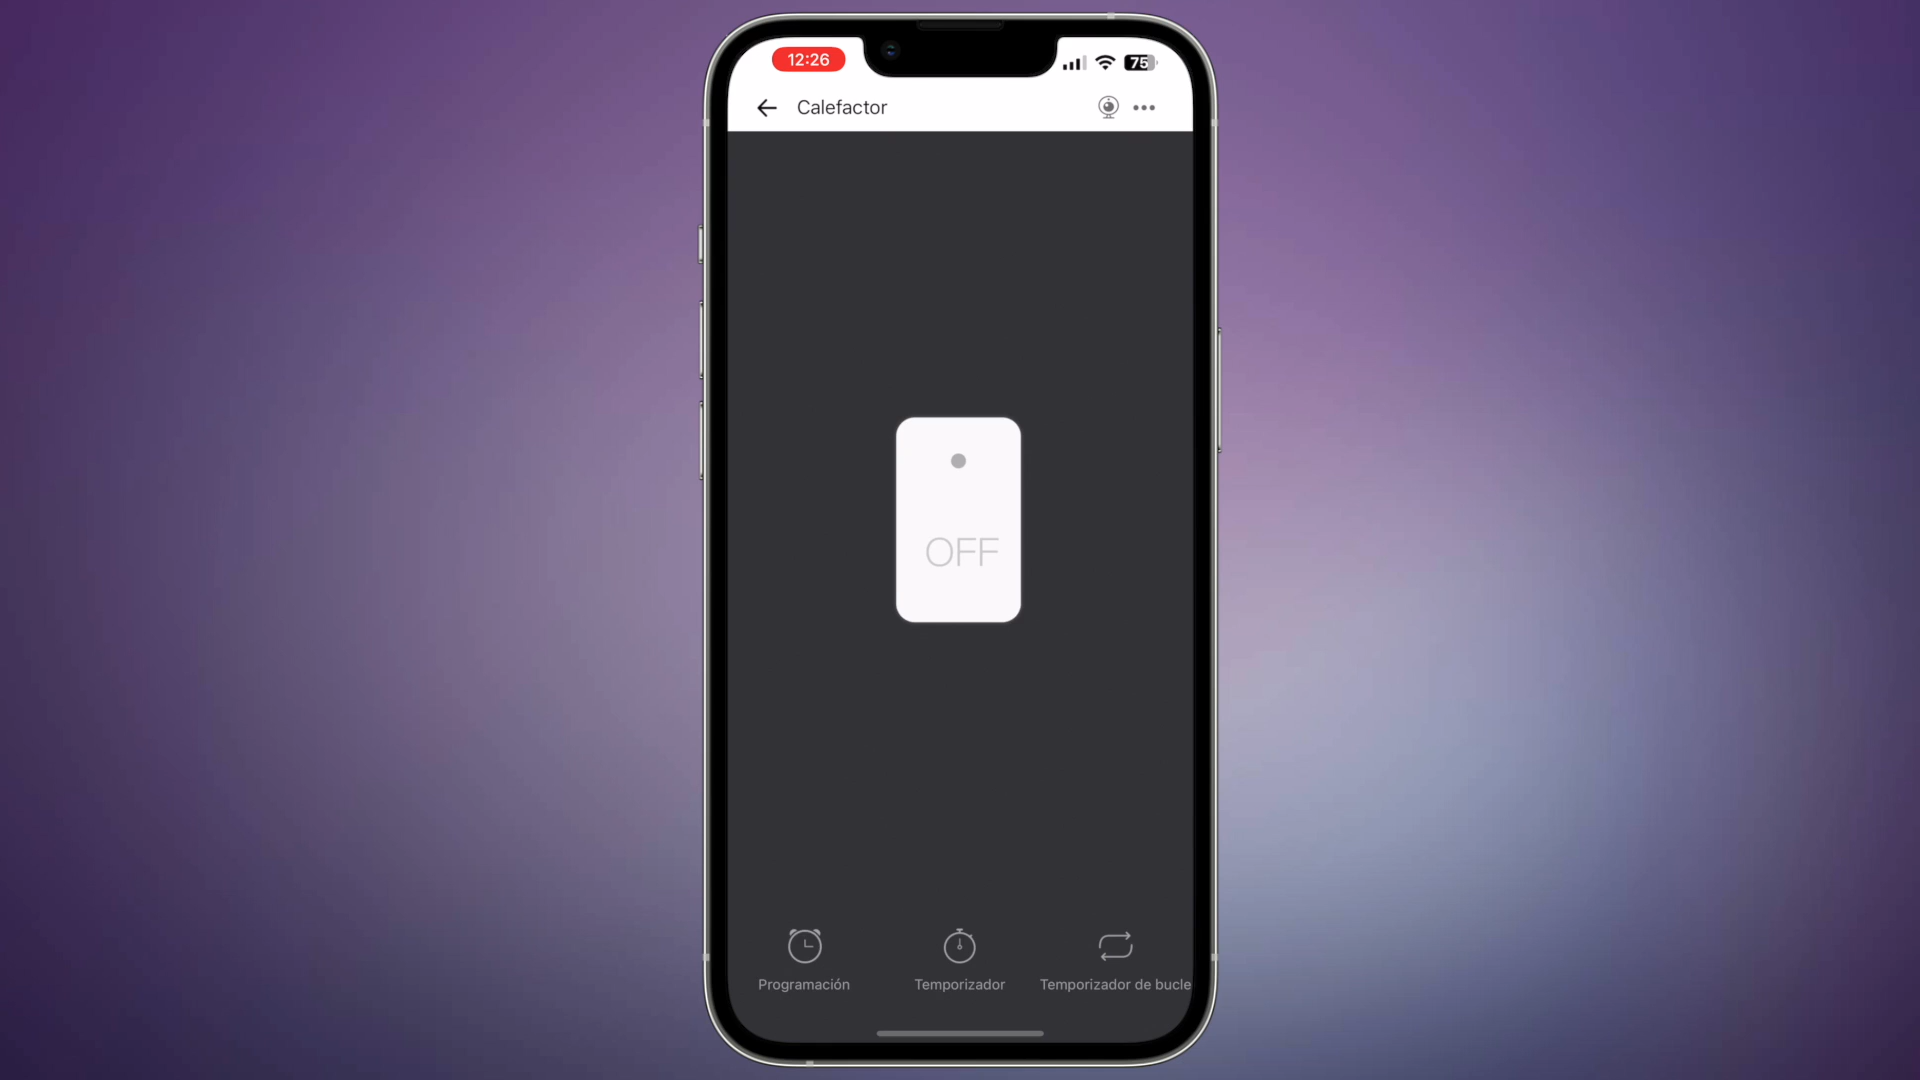 12:26
75
Calefactor
OFF
Programación
Temporizador
Temporizador de bucle